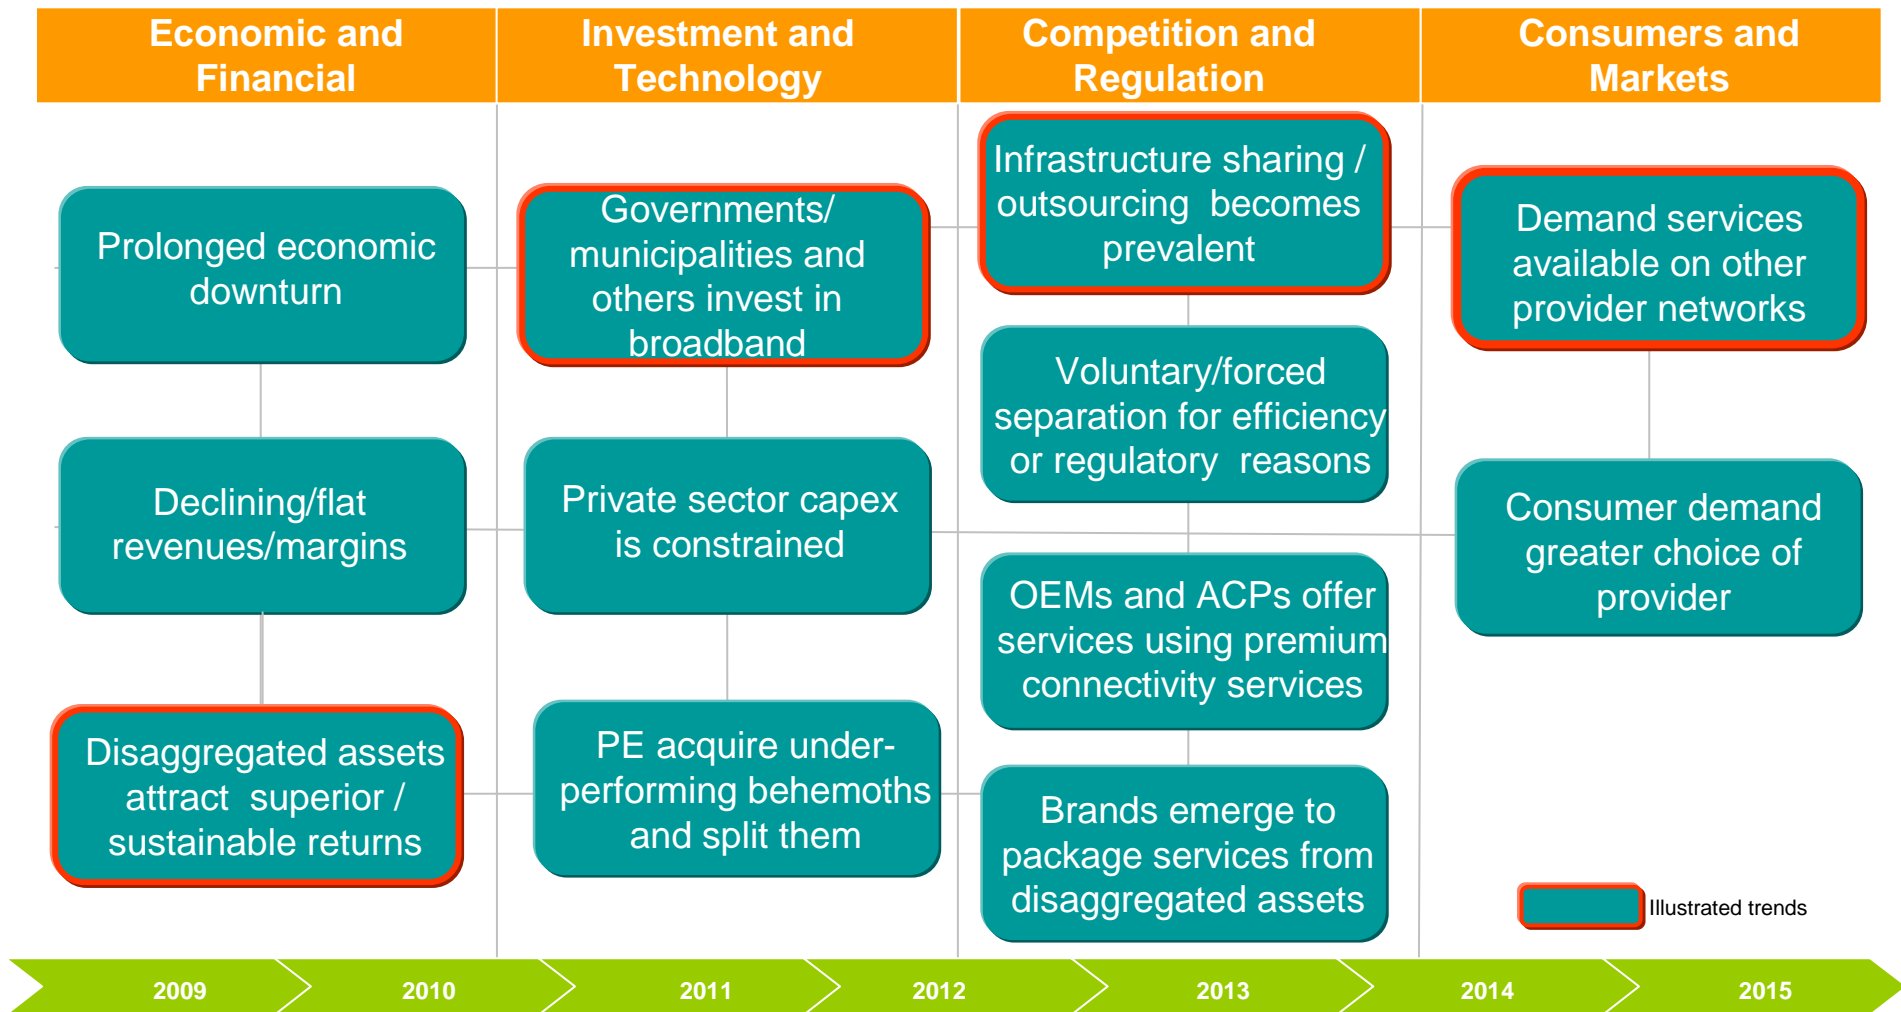 Economic and
Financial
Investment and
Technology
Competition and
Regulation
Consumers and
Markets
Prolonged economic
downturn
Declining/flat
revenues/margins
Disaggregated assets
attract superior /
sustainable returns
Governments/
municipalities and
others invest in
broadband
Private sector capex
is constrained
PE acquire under-
performing behemoths
and split them
Infrastructure sharing /
outsourcing becomes
prevalent
Voluntary/forced
separation for efficiency
or regulatory reasons
OEMs and ACPs offer
services using premium
connectivity services
Brands emerge to
package services from
disaggregated assets
Demand services
available on other
provider networks
Consumer demand
greater choice of
provider
Illustrated trends
2009
2010
2011
2012
2013
2014
2015